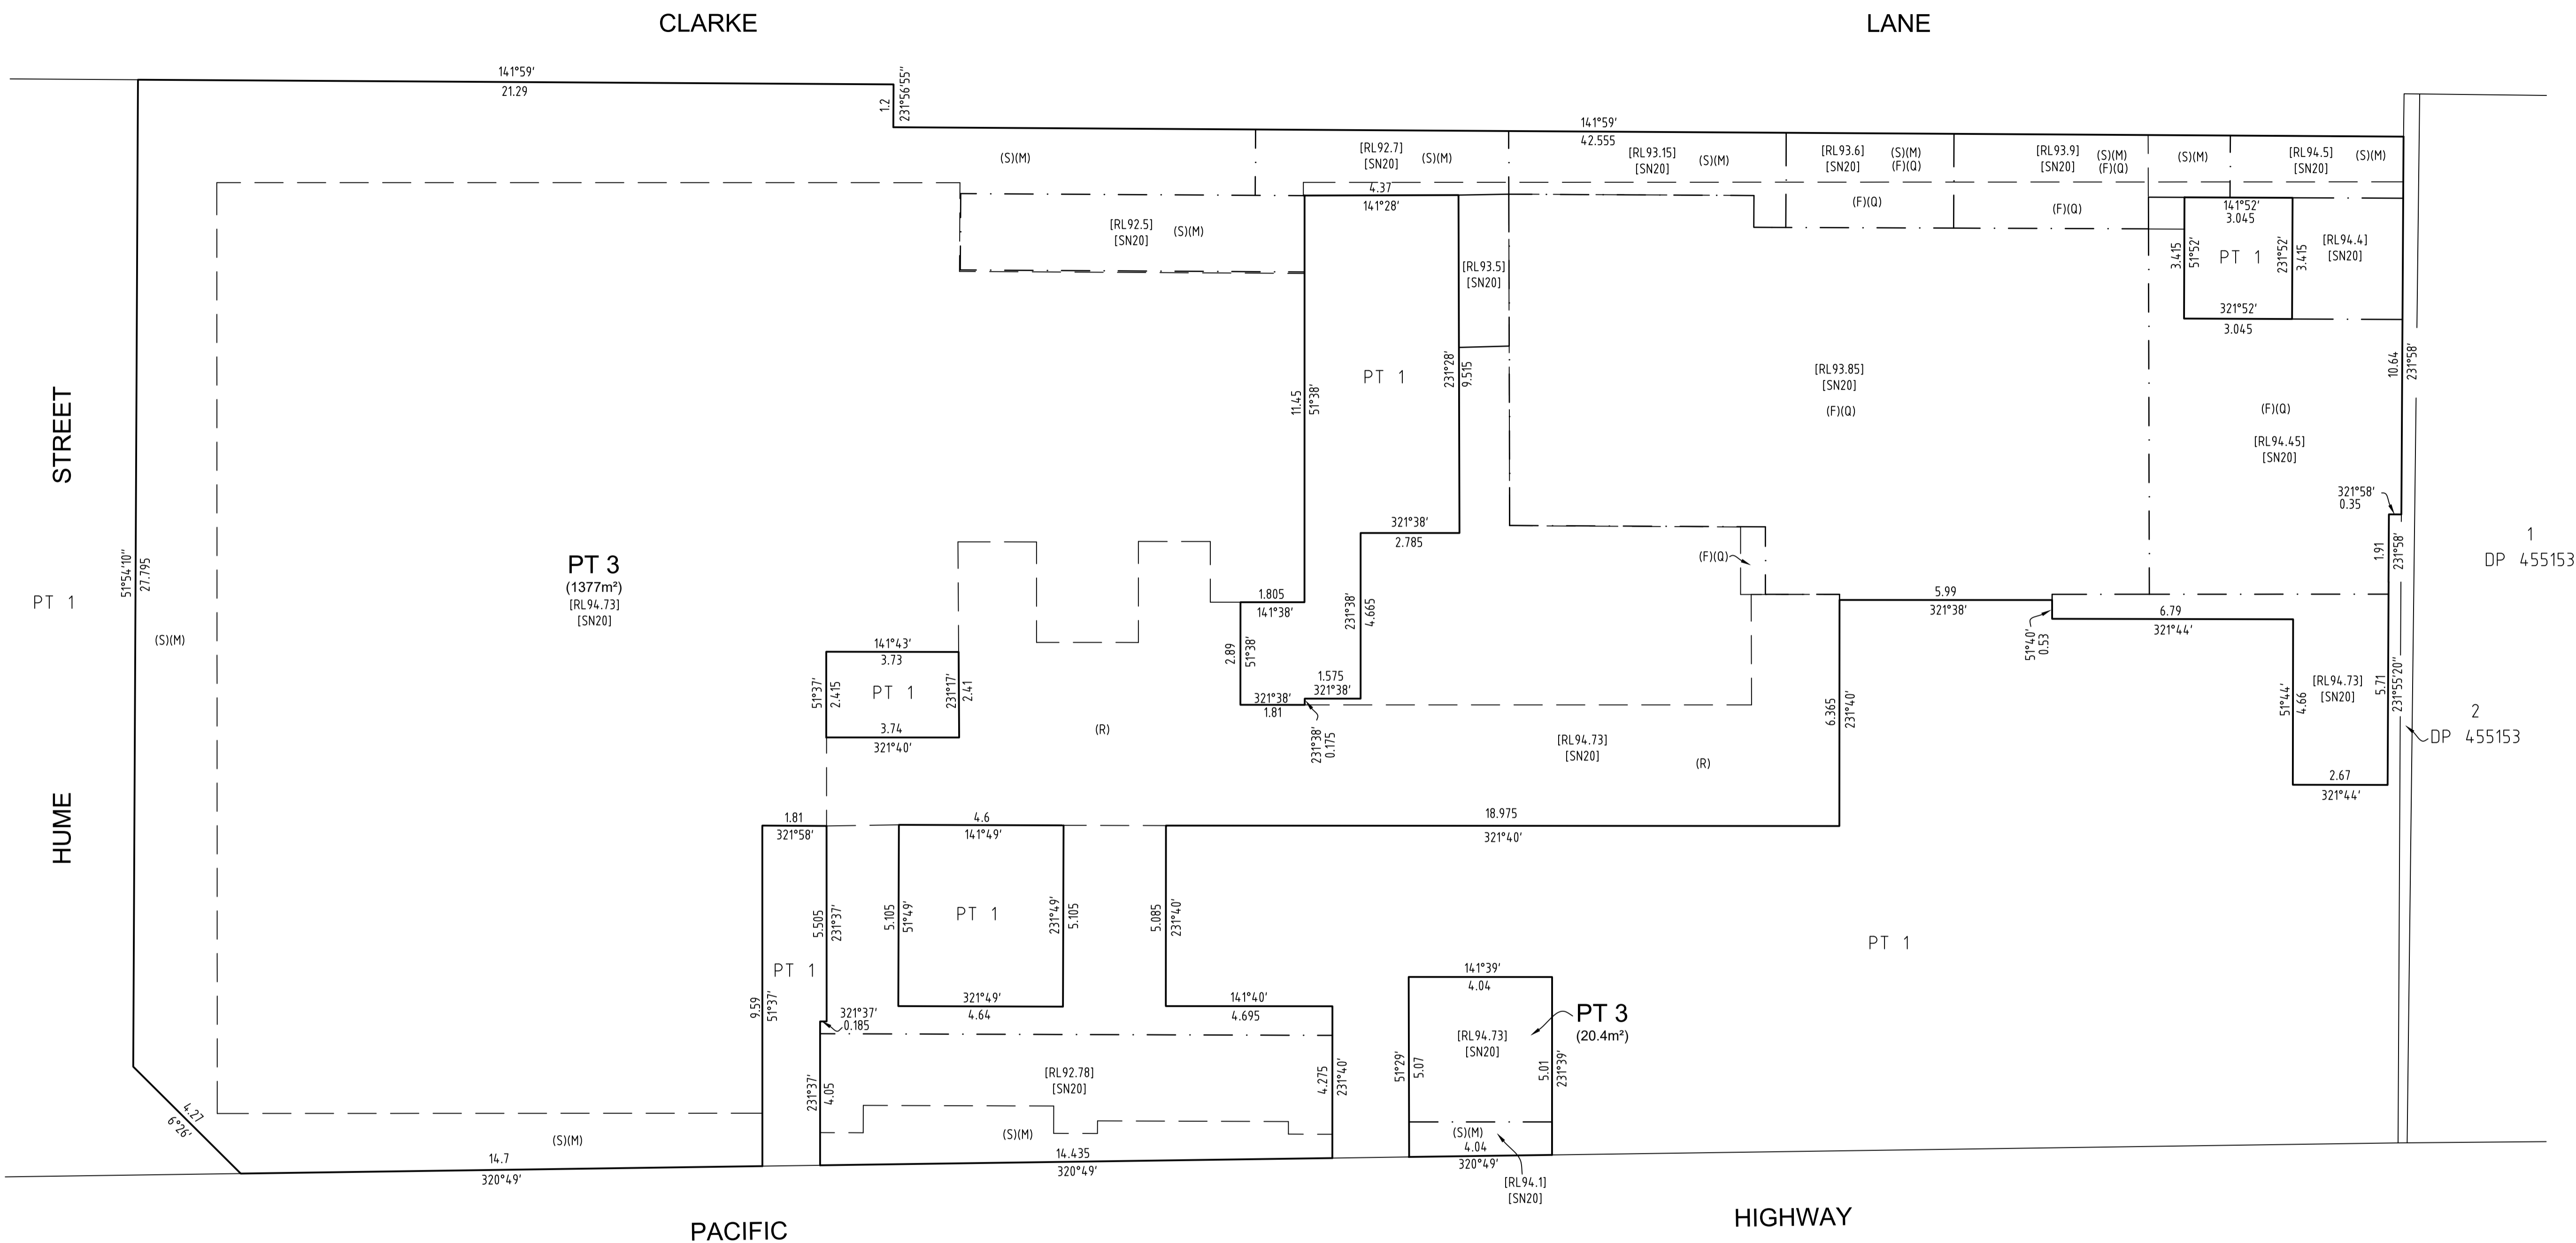 CLARKE
LANE
141°59'
21.29
1.2
231°56'55"
141°59'
42.555
(S)(M)
[RL92.7]
[SN20]
(S)(M)
[RL93.15]
[SN20]
(S)(M)
[RL93.6]
[SN20]
(S)(M)
(F)(Q)
[RL93.9]
[SN20]
(S)(M)
(F)(Q)
(S)(M)
[RL94.5]
[SN20]
(S)(M)
4.37
141°28'
(F)(Q)
(F)(Q)
141°52'
3.045
[RL92.5]
[SN20]
(S)(M)
[RL93.5]
[SN20]
3.415
51°52'
PT 1
231°52'
3.415
[RL94.4]
[SN20]
321°52'
3.045
STREET
11.45
51°38'
PT 1
231°28'
9.515
[RL93.85]
[SN20]
(F)(Q)
10.64
231°58'
(F)(Q)
[RL94.45]
[SN20]
321°58'
0.35
51°54'10"
27.795
PT 3
(1377m²)
[RL94.73]
[SN20]
321°38'
2.785
(F)(Q)
1.91
231°58'
1
DP 455153
PT 1
(S)(M)
1.805
141°38'
231°38'
4.665
5.99
321°38'
51°40'
0.53
6.79
321°44'
141°43'
3.73
51°37'
2.415
PT 1
231°17'
2.41
3.74
321°40'
2.89
51°38'
1.575
321°38'
321°38'
1.81
231°38'
0.175
(R)
[RL94.73]
[SN20]
(R)
6.365
231°40'
51°44'
4.66
[RL94.73]
[SN20]
5.71
231°55'20"
2
DP 455153
2.67
321°44'
HUME
1.81
321°58'
4.6
141°49'
18.975
321°40'
5.505
231°37'
5.105
51°49'
PT 1
231°49'
5.105
5.085
231°40'
PT 1
PT 1
9.59
51°37'
321°37'
0.185
321°49'
4.64
141°40'
4.695
141°39'
4.04
PT 3
(20.4m²)
[RL94.73]
[SN20]
51°29'
5.07
5.01
231°39'
231°37'
4.05
[RL92.78]
[SN20]
4.275
231°40'
4.27
6°26'
(S)(M)
(S)(M)
(S)(M)
14.7
320°49'
14.435
320°49'
4.04
320°49'
[RL94.1]
[SN20]
PACIFIC
HIGHWAY